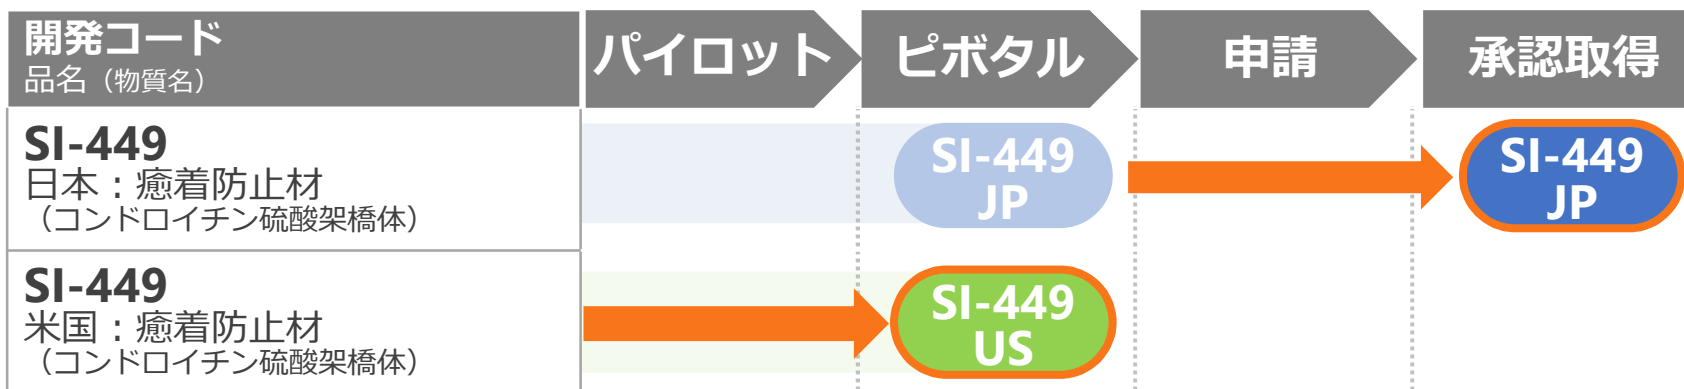 開発コード
品名（物質名）
パイロット
ピボタル
申請
承認取得
SI-449
日本：癒着防止材
（コンドロイチン硫酸架橋体）
SI-449
JP
SI-449
JP
SI-449
米国：癒着防止材
（コンドロイチン硫酸架橋体）
SI-449
US